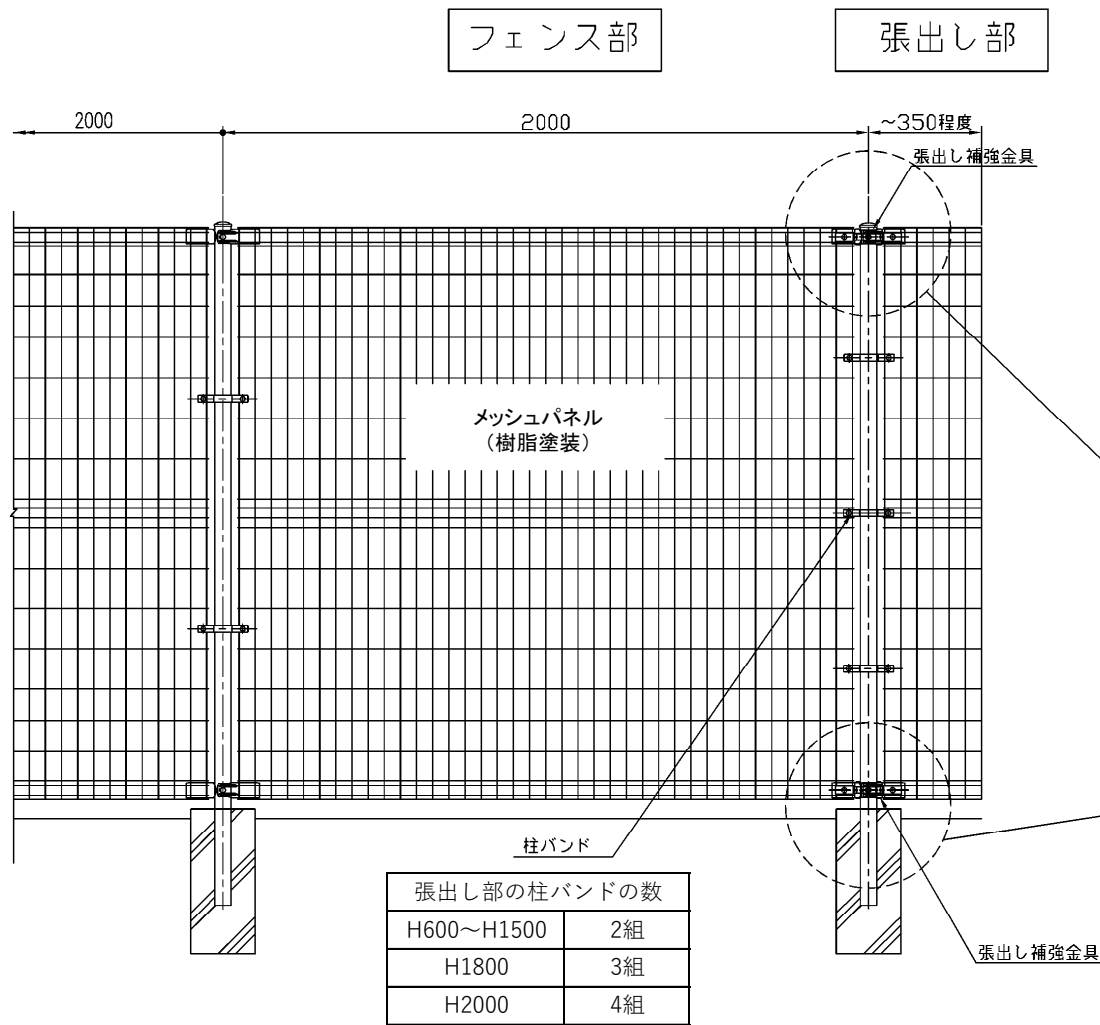 フェンス部
張出し部
2000
2000
~350程度
張出し補強金具
メッシュパネル
(樹脂塗装)
柱バンド
張出し部の柱バンドの数
H600～H1500 2組
H1800 3組
H2000 4組
張出し補強金具